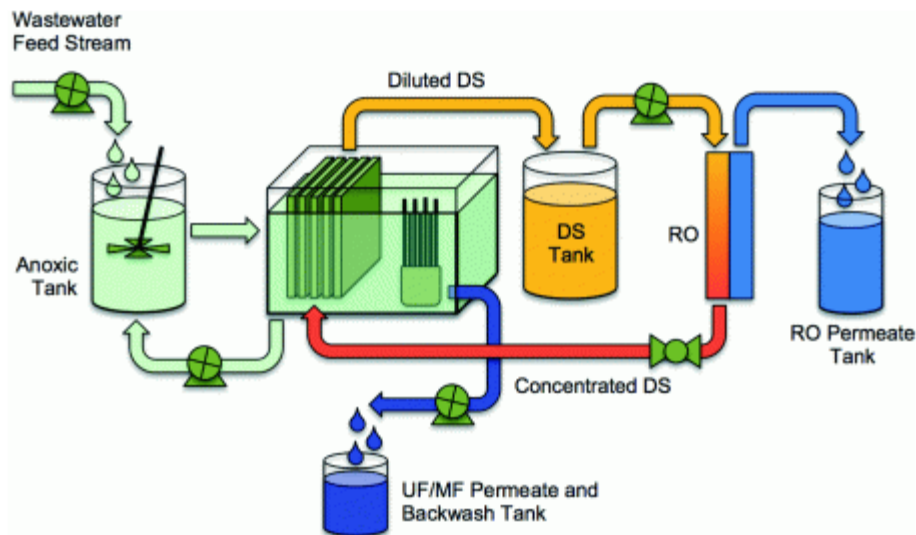 Wastewater
Feed Stream
Diluted DS
Anoxic
Tank
DS
Tank
RO
RO Permeate
Tank
Concentrated DS
UF/MF Permeate and
Backwash Tank